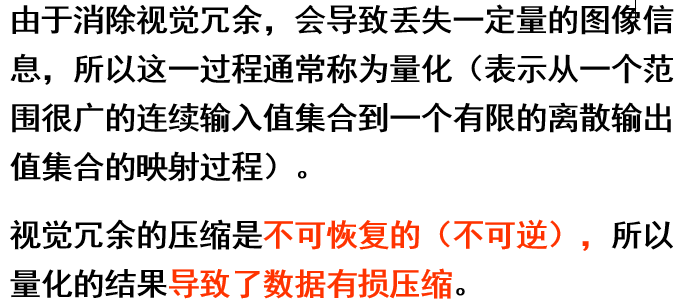 由于消除视觉冗余，会导致丢失一定量的图像信
息，所以这一过程通常称为量化（表示从一个范
围很广的连续输入值集合到一个有限的离散输出
值集合的映射过程）。
视觉冗余的压缩是不可恢复的（不可逆），所以
量化的结果导致了数据有损压缩。